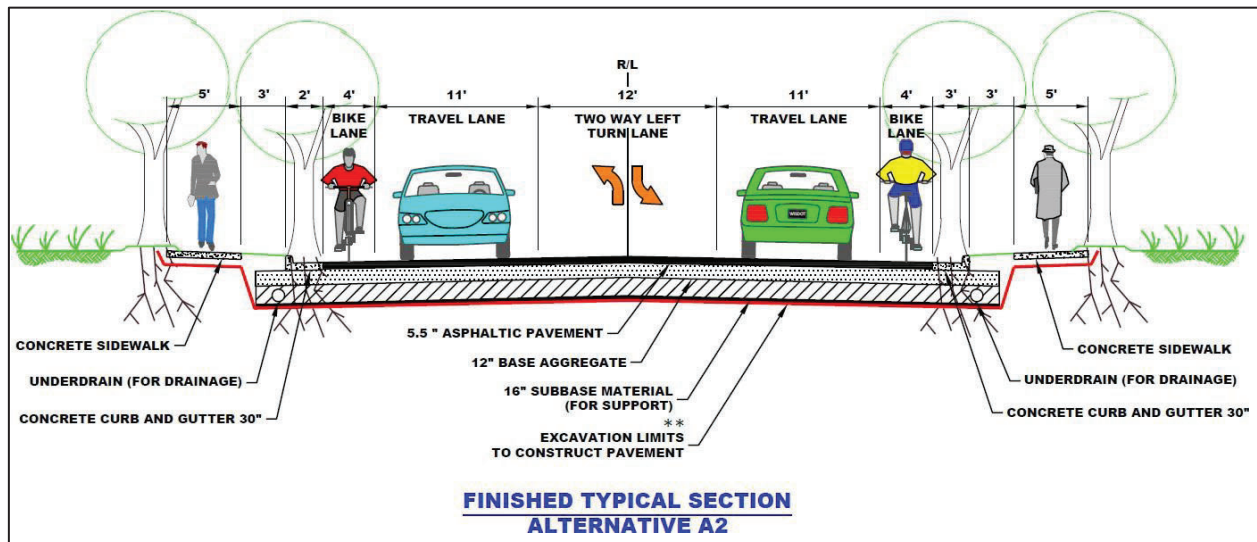 R/L
5'
3'
2'
4'
11'
12'
11'
4'
3'
3'
5'
BIKE
LANE
TRAVEL LANE
TWO WAY LEFT
TURN LANE
TRAVEL LANE
BIKE
LANE
5.5 " ASPHALTIC PAVEMENT
12" BASE AGGREGATE
16" SUBBASE MATERIAL
(FOR SUPPORT)
**
EXCAVATION LIMITS
TO CONSTRUCT PAVEMENT
CONCRETE SIDEWALK
UNDERDRAIN (FOR DRAINAGE)
CONCRETE CURB AND GUTTER 30"
CONCRETE SIDEWALK
UNDERDRAIN (FOR DRAINAGE)
CONCRETE CURB AND GUTTER 30"
FINISHED TYPICAL SECTION
ALTERNATIVE A2